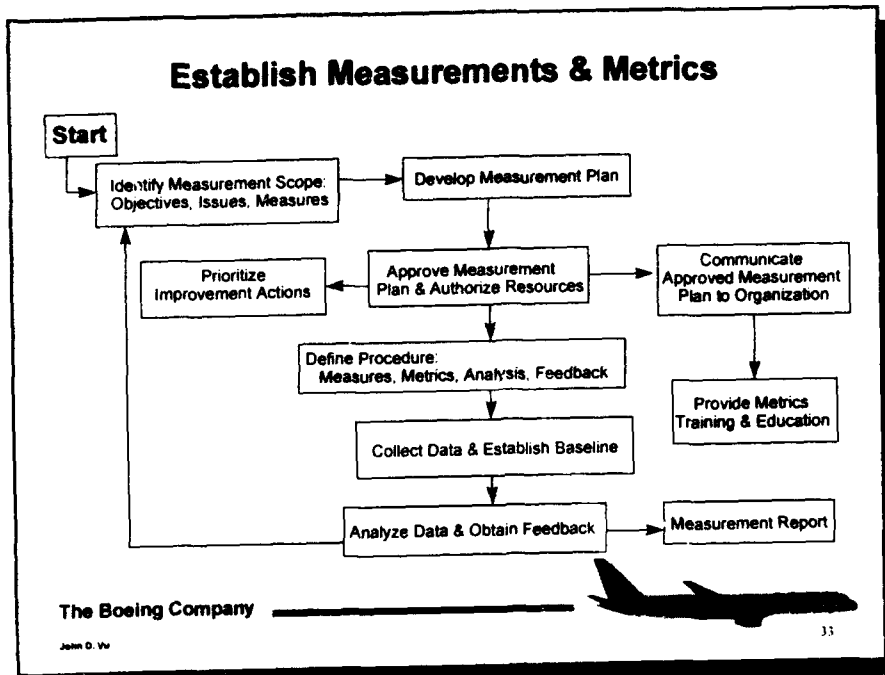 Establish Measurements & Metrics
Start
Identify Measurement Scope:
Objectives, Issues, Measures
Develop Measurement Plan
Prioritize
Improvement Actions
Approve Measurement
Plan & Authorize Resources
Communicate
Approved Measurement
Plan to Organization
Define Procedure:
Measures, Metrics, Analysis, Feedback
Provide Metrics
Training & Education
Collect Data & Establish Baseline
Analyze Data & Obtain Feedback
Measurement Report
The Boeing Company
John D. Vu
33